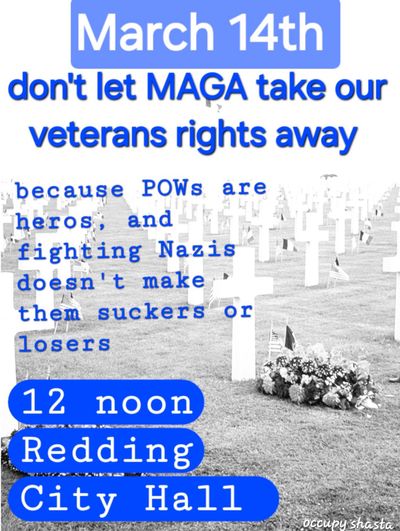 March 14th
don't let MAGA take our
veterans rights away
because POWs are
heros, and
fighting Nazis
doesn't make
them suckers or
losers
12 noon
Redding
City Hall
occupy shasta